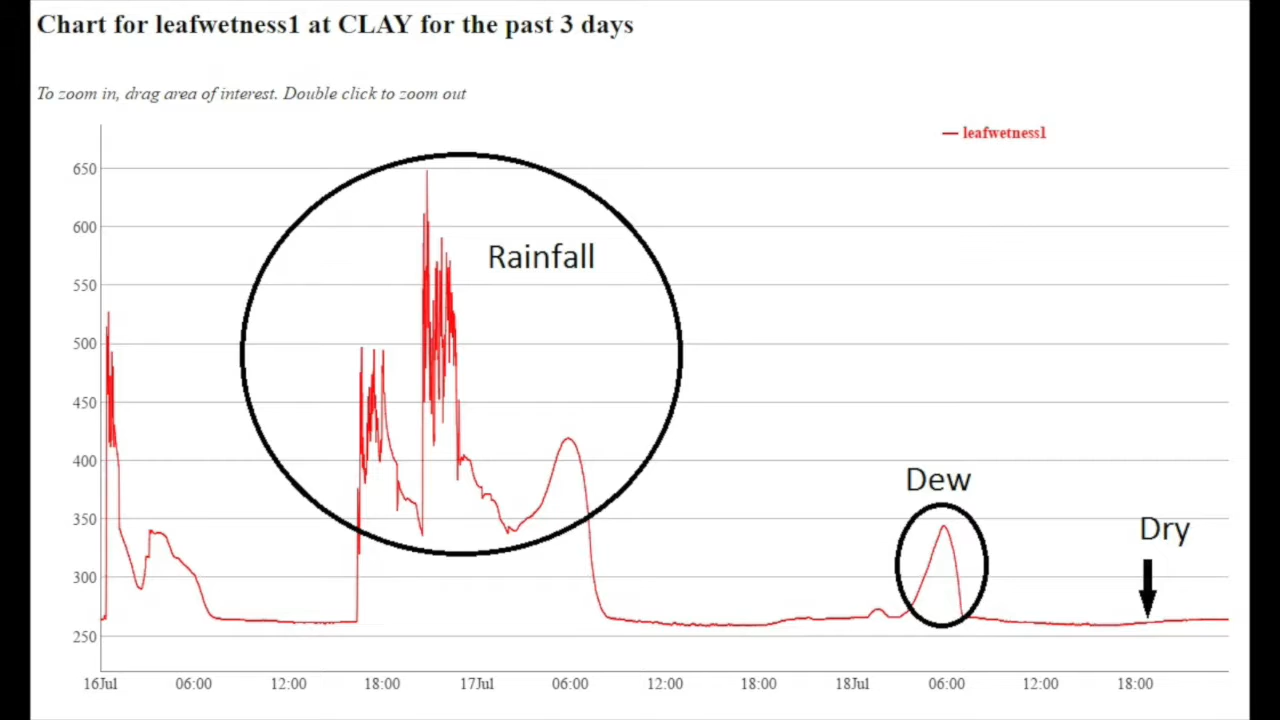 Chart for leafwetness1 at CLAY for the past 3 days
To zoom in, drag area of interest. Double click to zoom out
leafwetness1
650
600
550
500
450
400
350
300
250
Rainfall
Dew
Dry
16Jul 06:00 12:00 18:00 17Jul 06:00 12:00 18:00 18Jul 06:00 12:00 18:00